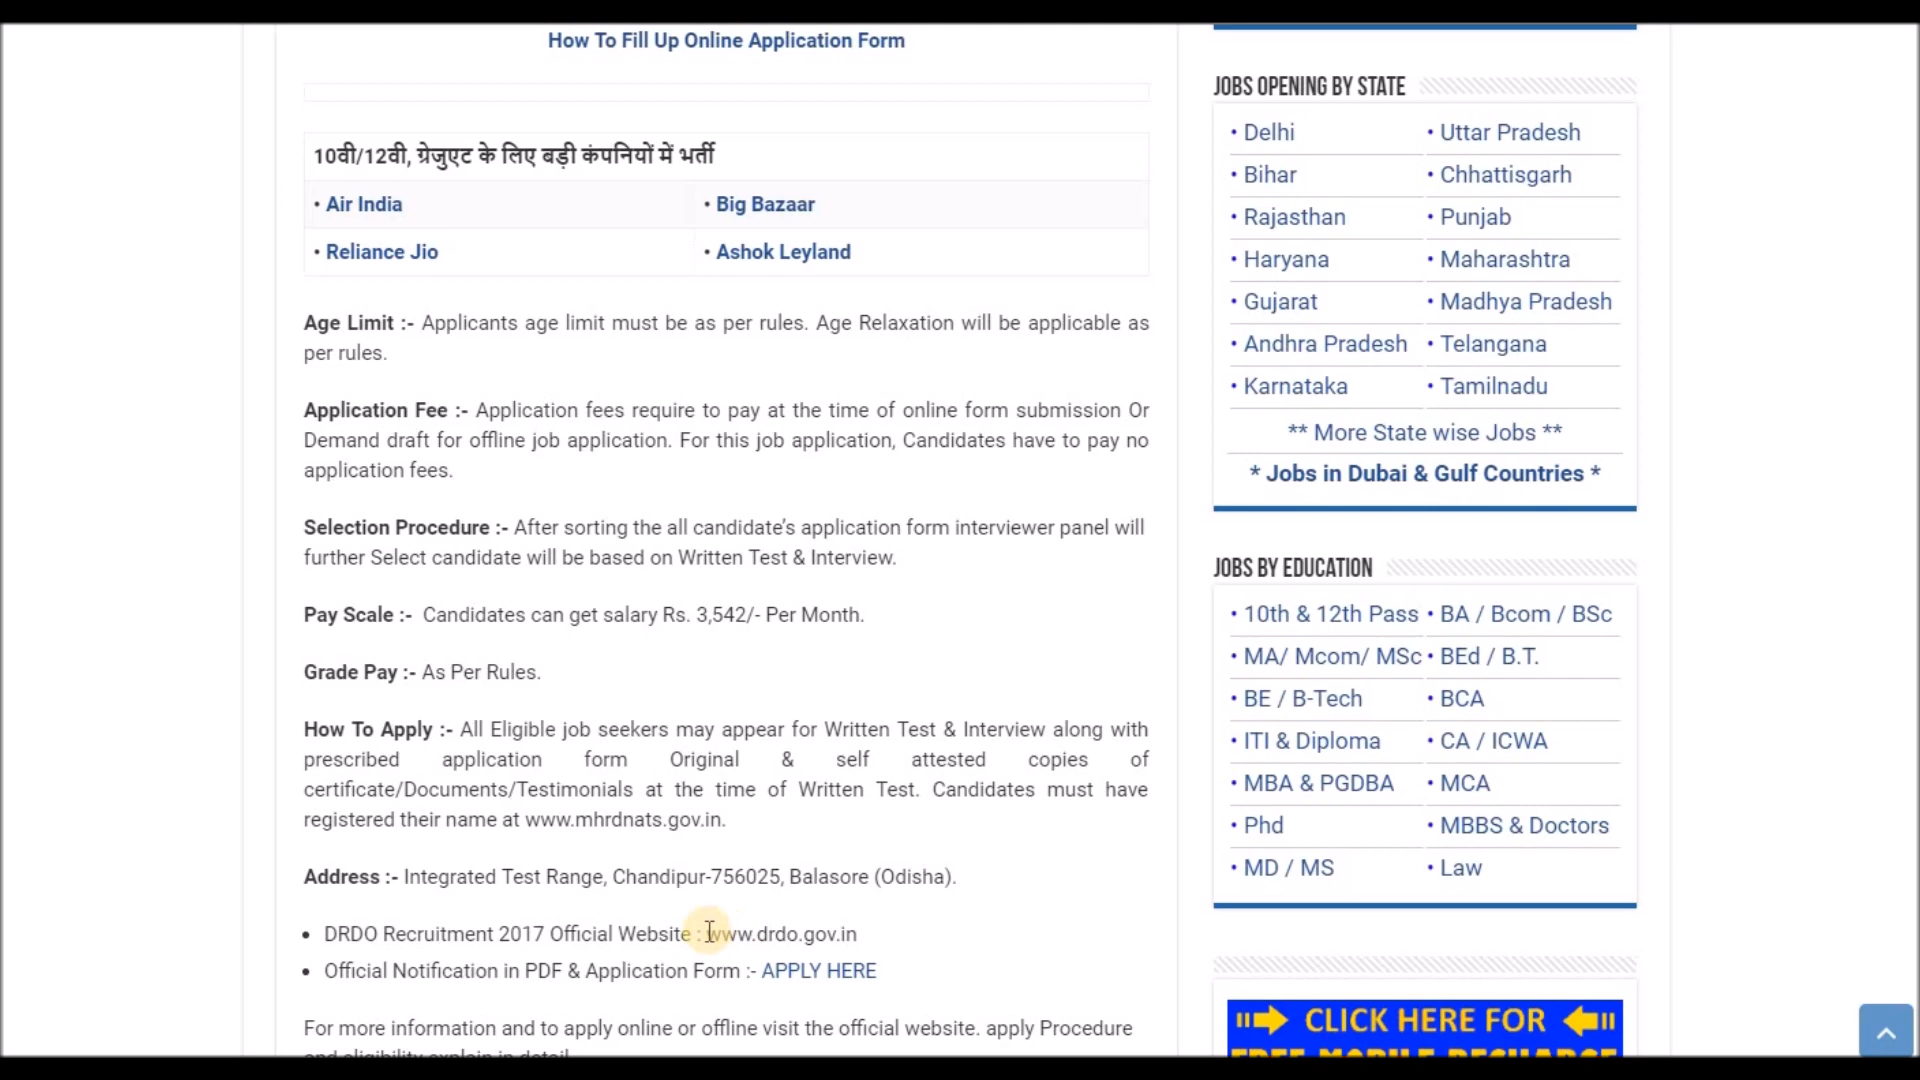 How To Fill Up Online Application Form
10वी/12वी, ग्रेजुएट के लिए बड़ी कंपनियों में भर्ती
• Air India
• Big Bazaar
• Reliance Jio
• Ashok Leyland
Age Limit :- Applicants age limit must be as per rules. Age Relaxation will be applicable as
per rules.
Application Fee :- Application fees require to pay at the time of online form submission Or
Demand draft for offline job application. For this job application, Candidates have to pay no
application fees.
Selection Procedure :- After sorting the all candidate’s application form interviewer panel will
further Select candidate will be based on Written Test & Interview.
Pay Scale :- Candidates can get salary Rs. 3,542/- Per Month.
Grade Pay :- As Per Rules.
How To Apply :- All Eligible job seekers may appear for Written Test & Interview along with
prescribed application form Original & self attested copies of
certificate/Documents/Testimonials at the time of Written Test. Candidates must have
registered their name at www.mhrdnats.gov.in.
Address :- Integrated Test Range, Chandipur-756025, Balasore (Odisha).
• DRDO Recruitment 2017 Official Website : www.drdo.gov.in
• Official Notification in PDF & Application Form :- APPLY HERE
For more information and to apply online or offline visit the official website. apply Procedure
and eligibility explain in detail
JOBS OPENING BY STATE
• Delhi
• Uttar Pradesh
• Bihar
• Chhattisgarh
• Rajasthan
• Punjab
• Haryana
• Maharashtra
• Gujarat
• Madhya Pradesh
• Andhra Pradesh
• Telangana
• Karnataka
• Tamilnadu
** More State wise Jobs **
* Jobs in Dubai & Gulf Countries *
JOBS BY EDUCATION
• 10th & 12th Pass
• BA / Bcom / BSc
• MA/ Mcom/ MSc
• BEd / B.T.
• BE / B-Tech
• BCA
• ITI & Diploma
• CA / ICWA
• MBA & PGDBA
• MCA
• Phd
• MBBS & Doctors
• MD / MS
• Law
CLICK HERE FOR
FREE MOBILE RECHARGE